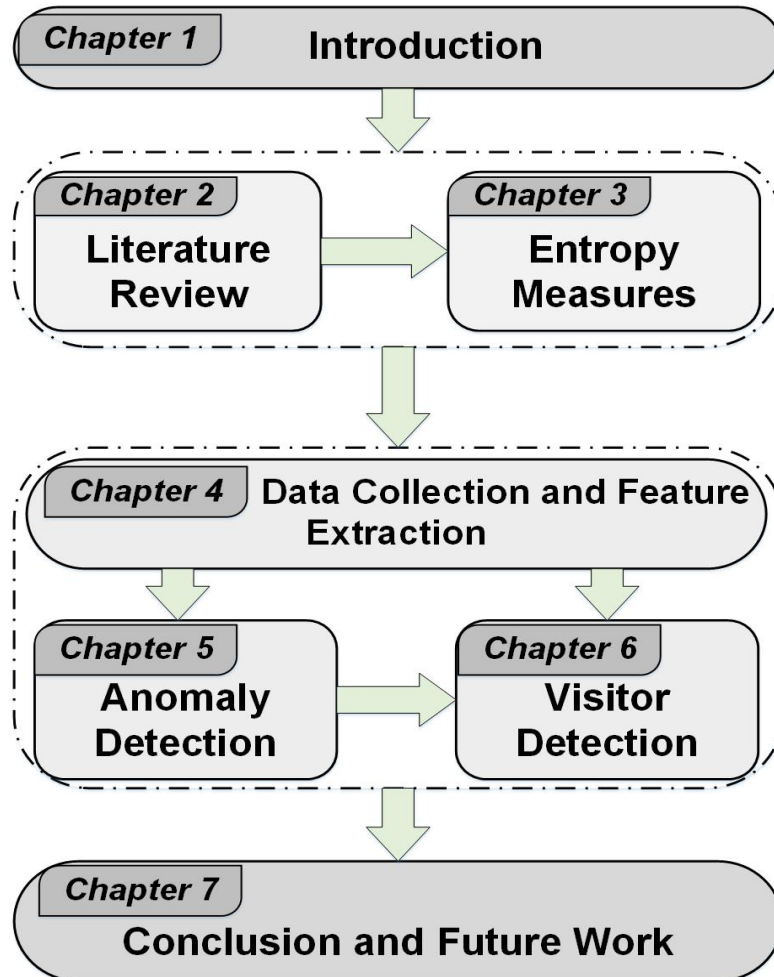 Chapter 1
Introduction
Chapter 2
Literature
Review
Chapter 3
Entropy
Measures
Chapter 4
Data Collection and Feature
Extraction
Chapter 5
Anomaly
Detection
Chapter 6
Visitor
Detection
Chapter 7
Conclusion and Future Work